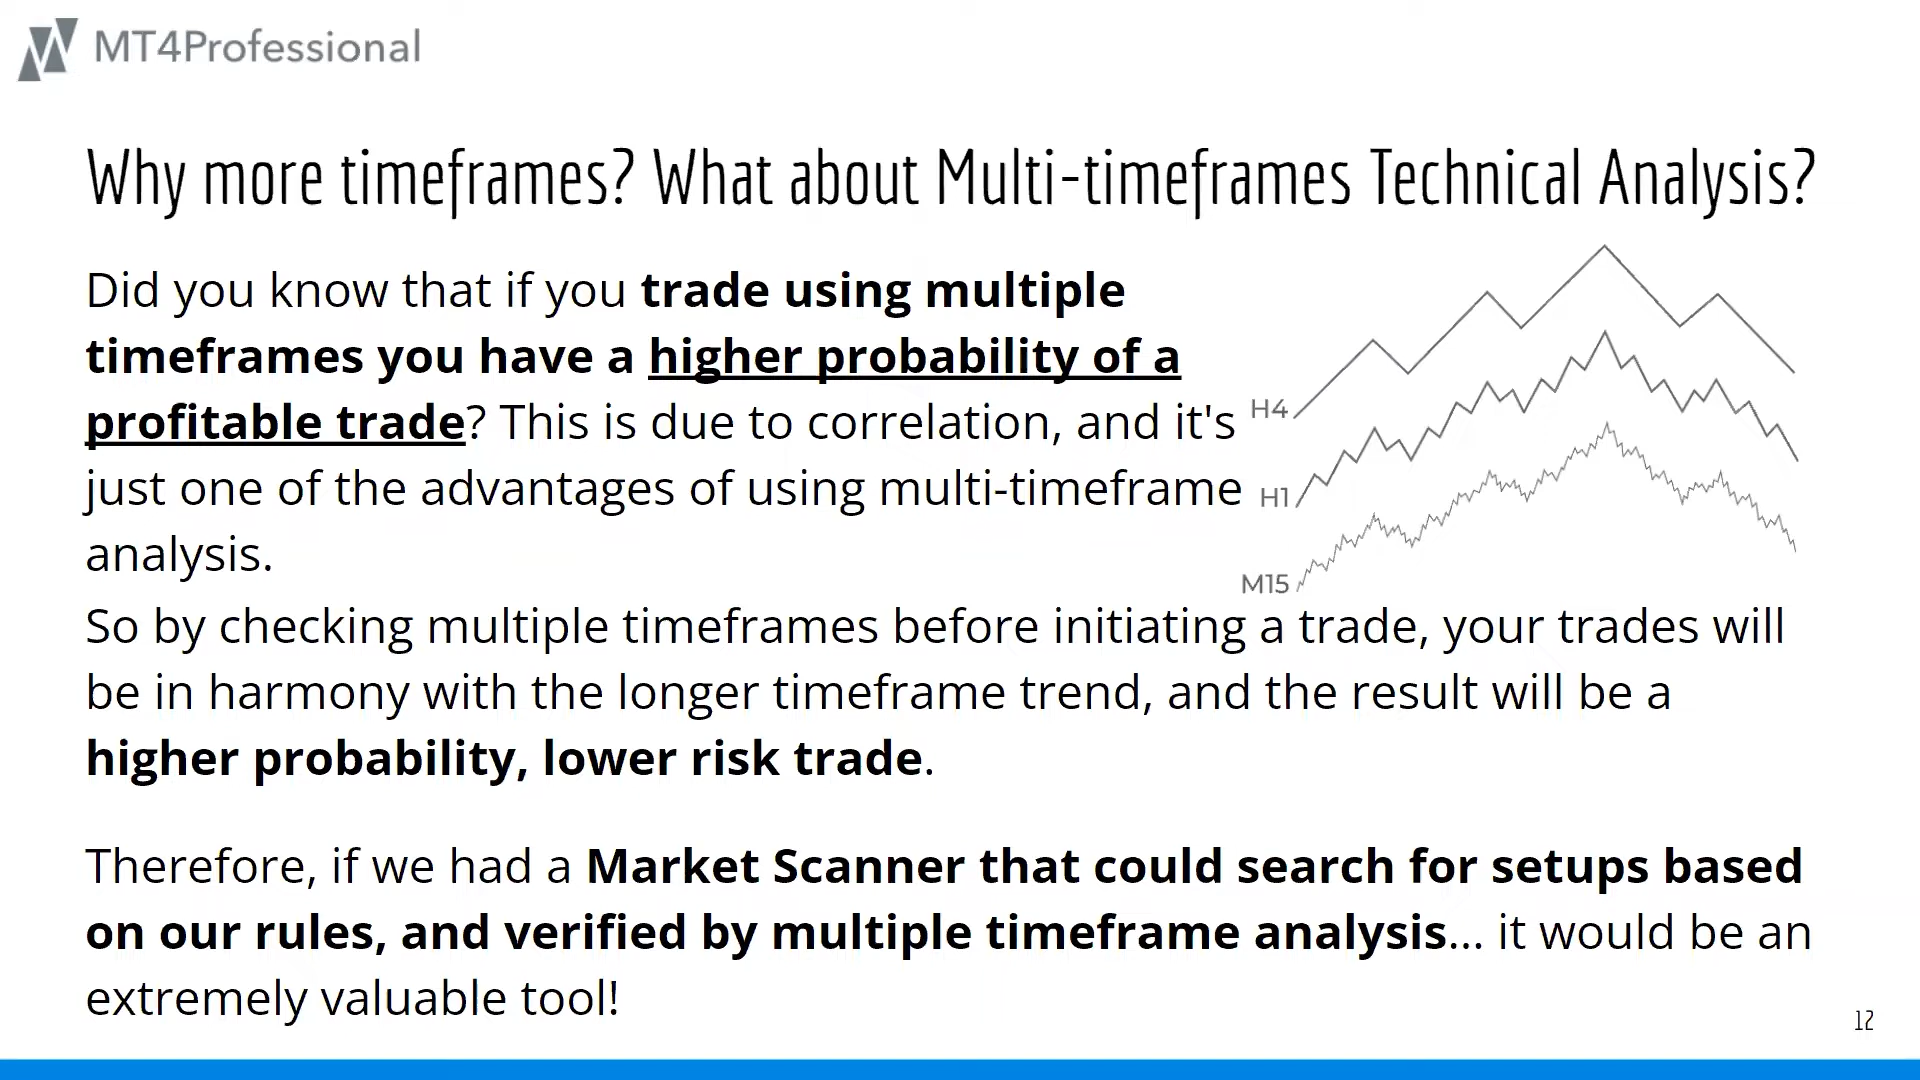 MT4Professional
Why more timeframes? What about Multi-timeframes Technical Analysis?
Did you know that if you trade using multiple
timeframes you have a higher probability of a
profitable trade? This is due to correlation, and it's
just one of the advantages of using multi-timeframe
analysis.
H4
H1
M15
So by checking multiple timeframes before initiating a trade, your trades will
be in harmony with the longer timeframe trend, and the result will be a
higher probability, lower risk trade.
Therefore, if we had a Market Scanner that could search for setups based
on our rules, and verified by multiple timeframe analysis... it would be an
extremely valuable tool!
12